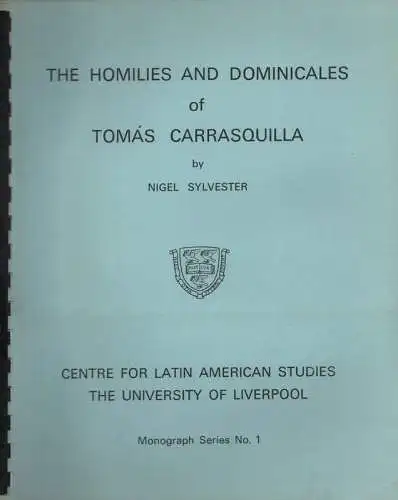 THE HOMILIES AND DOMINICALES
of
TOMÁS CARRASQUILLA
by
NIGEL SYLVESTER
CENTRE FOR LATIN AMERICAN STUDIES
THE UNIVERSITY OF LIVERPOOL
Monograph Series No. 1